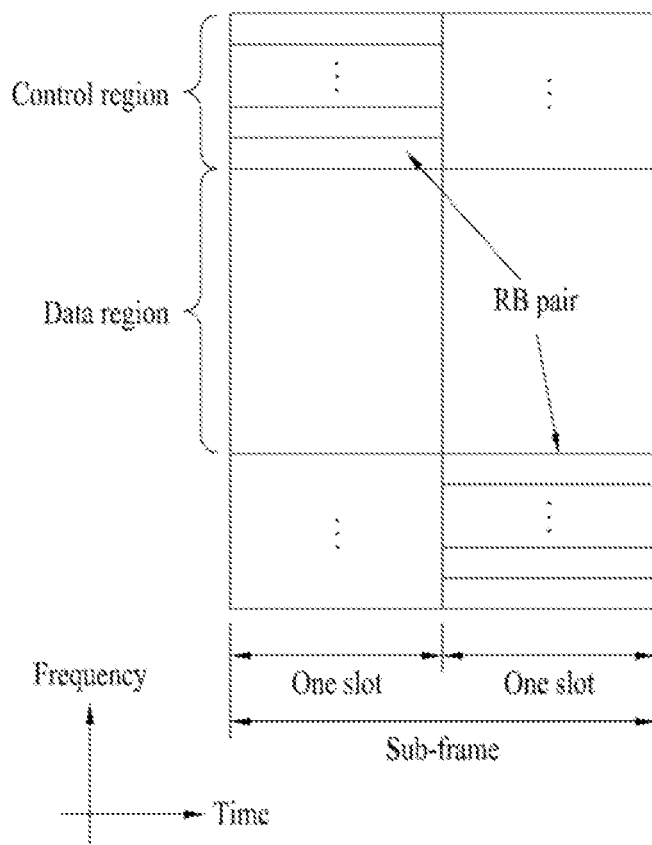 Control region
Data region
RB pair
Frequency
One slot
One slot
Sub-frame
Time